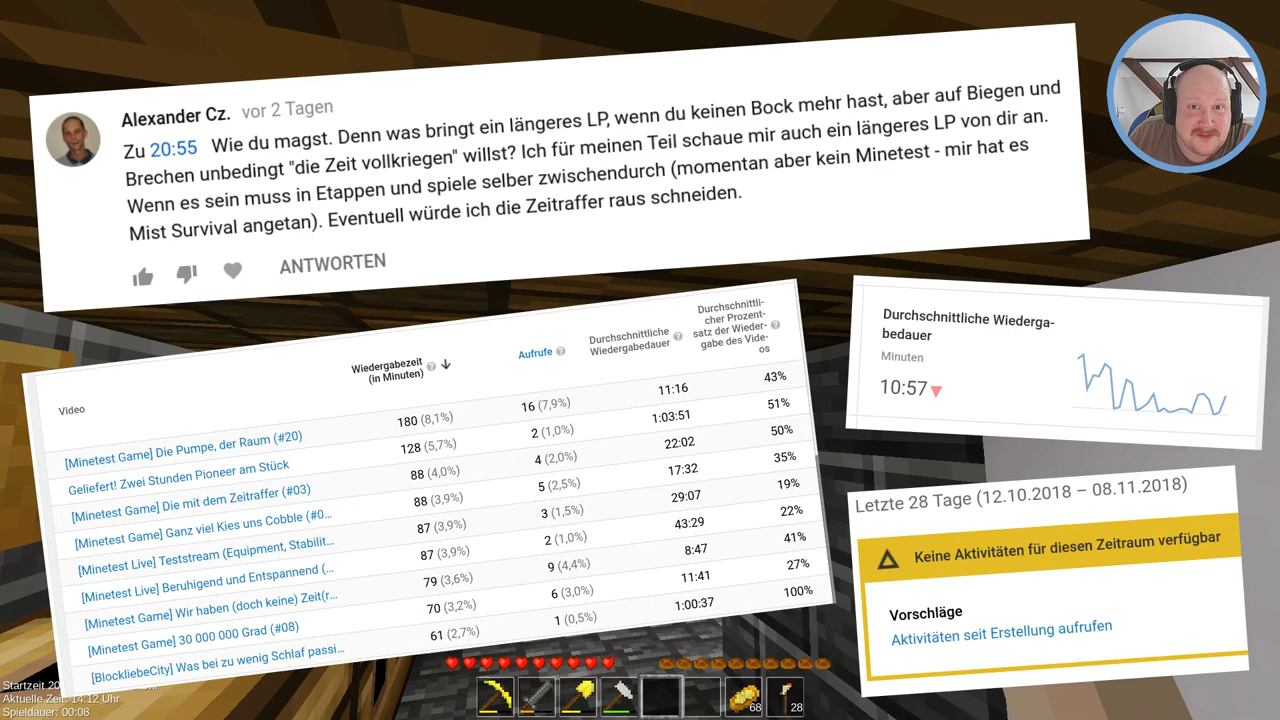 Alexander Cz. vor 2 Tagen
Zu 20:55 Wie du magst. Denn was bringt ein längeres LP, wenn du keinen Bock mehr hast, aber auf Biegen und
Brechen unbedingt "die Zeit vollkriegen" willst? Ich für meinen Teil schaue mir auch ein längeres LP von dir an.
Wenn es sein muss in Etappen und spiele selber zwischendurch (momentan aber kein Minetest - mir hat es
Mist Survival angetan). Eventuell würde ich die Zeitraffer raus schneiden.
ANTWORTEN
Video Wiedergabezeit (in Minuten) Aufrufe Durchschnittliche Wiedergabedauer Durchschnittli-
cher Prozent-
satz der Wieder-
gabe des Vide-
os
[Minetest Game] Die Pumpe, der Raum (#20) 180 (8,1%) 16 (7,9%) 11:16 43%
Geliefert! Zwei Stunden Pioneer am Stück 128 (5,7%) 2 (1,0%) 1:03:51 51%
[Minetest Game] Die mit dem Zeitraffer (#03) 88 (4,0%) 4 (2,0%) 22:02 50%
[Minetest Game] Ganz viel Kies uns Cobble (#0... 88 (3,9%) 5 (2,5%) 17:32 35%
[Minetest Live] Teststream (Equipment, Stabilit... 87 (3,9%) 3 (1,5%) 29:07 19%
[Minetest Live] Beruhigend und Entspannend (... 87 (3,9%) 2 (1,0%) 43:29 22%
[Minetest Game] Wir haben (doch keine) Zeit(r... 79 (3,6%) 9 (4,4%) 8:47 41%
[Minetest Game] 30 000 000 Grad (#08) 70 (3,2%) 6 (3,0%) 11:41 27%
[BlockliebeCity] Was bei zu wenig Schlaf passi... 61 (2,7%) 1 (0,5%) 1:00:37 100%
Durchschnittliche Wiederga-
bedauer
Minuten
10:57
Letzte 28 Tage (12.10.2018 – 08.11.2018)
Keine Aktivitäten für diesen Zeitraum verfügbar
Vorschläge
Aktivitäten seit Erstellung aufrufen
Startzeit 20
Aktuelle Zeit: 14:12 Uhr
Spieldauer: 00:08
68 28